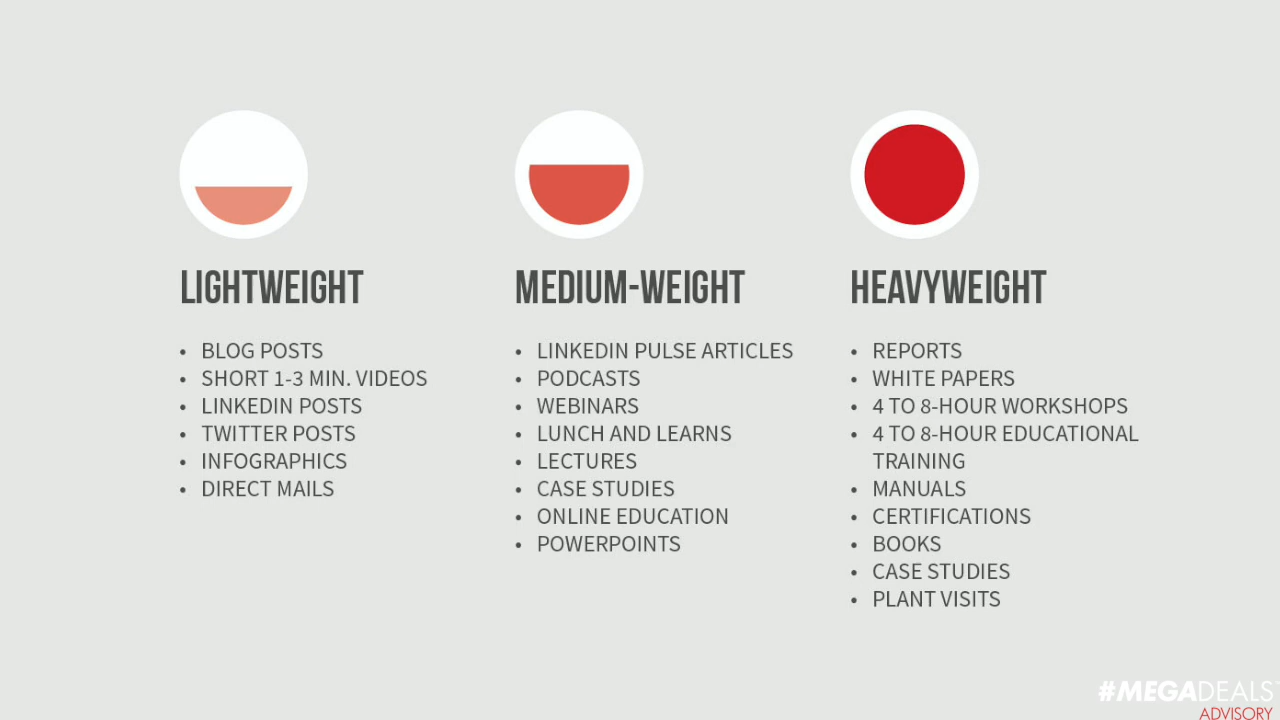 LIGHTWEIGHT
• BLOG POSTS
• SHORT 1-3 MIN. VIDEOS
• LINKEDIN POSTS
• TWITTER POSTS
• INFOGRAPHICS
• DIRECT MAILS
MEDIUM-WEIGHT
• LINKEDIN PULSE ARTICLES
• PODCASTS
• WEBINARS
• LUNCH AND LEARNS
• LECTURES
• CASE STUDIES
• ONLINE EDUCATION
• POWERPOINTS
HEAVYWEIGHT
• REPORTS
• WHITE PAPERS
• 4 TO 8-HOUR WORKSHOPS
• 4 TO 8-HOUR EDUCATIONAL
TRAINING
• MANUALS
• CERTIFICATIONS
• BOOKS
• CASE STUDIES
• PLANT VISITS
#MEGADEALS
ADVISORY